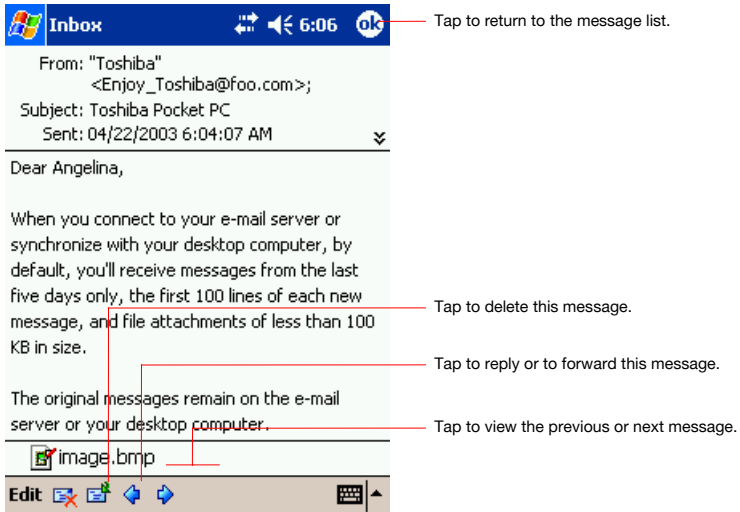 Inbox
6:06
ok
Tap to return to the message list.
From: "Toshiba"
<Enjoy_Toshiba@foo.com>;
Subject: Toshiba Pocket PC
Sent: 04/22/2003 6:04:07 AM
Dear Angelina,
When you connect to your e-mail server or
synchronize with your desktop computer, by
default, you'll receive messages from the last
five days only, the first 100 lines of each new
message, and file attachments of less than 100
KB in size.
The original messages remain on the e-mail
server or your desktop computer.
Tap to delete this message.
Tap to reply or to forward this message.
Tap to view the previous or next message.
image.bmp
Edit